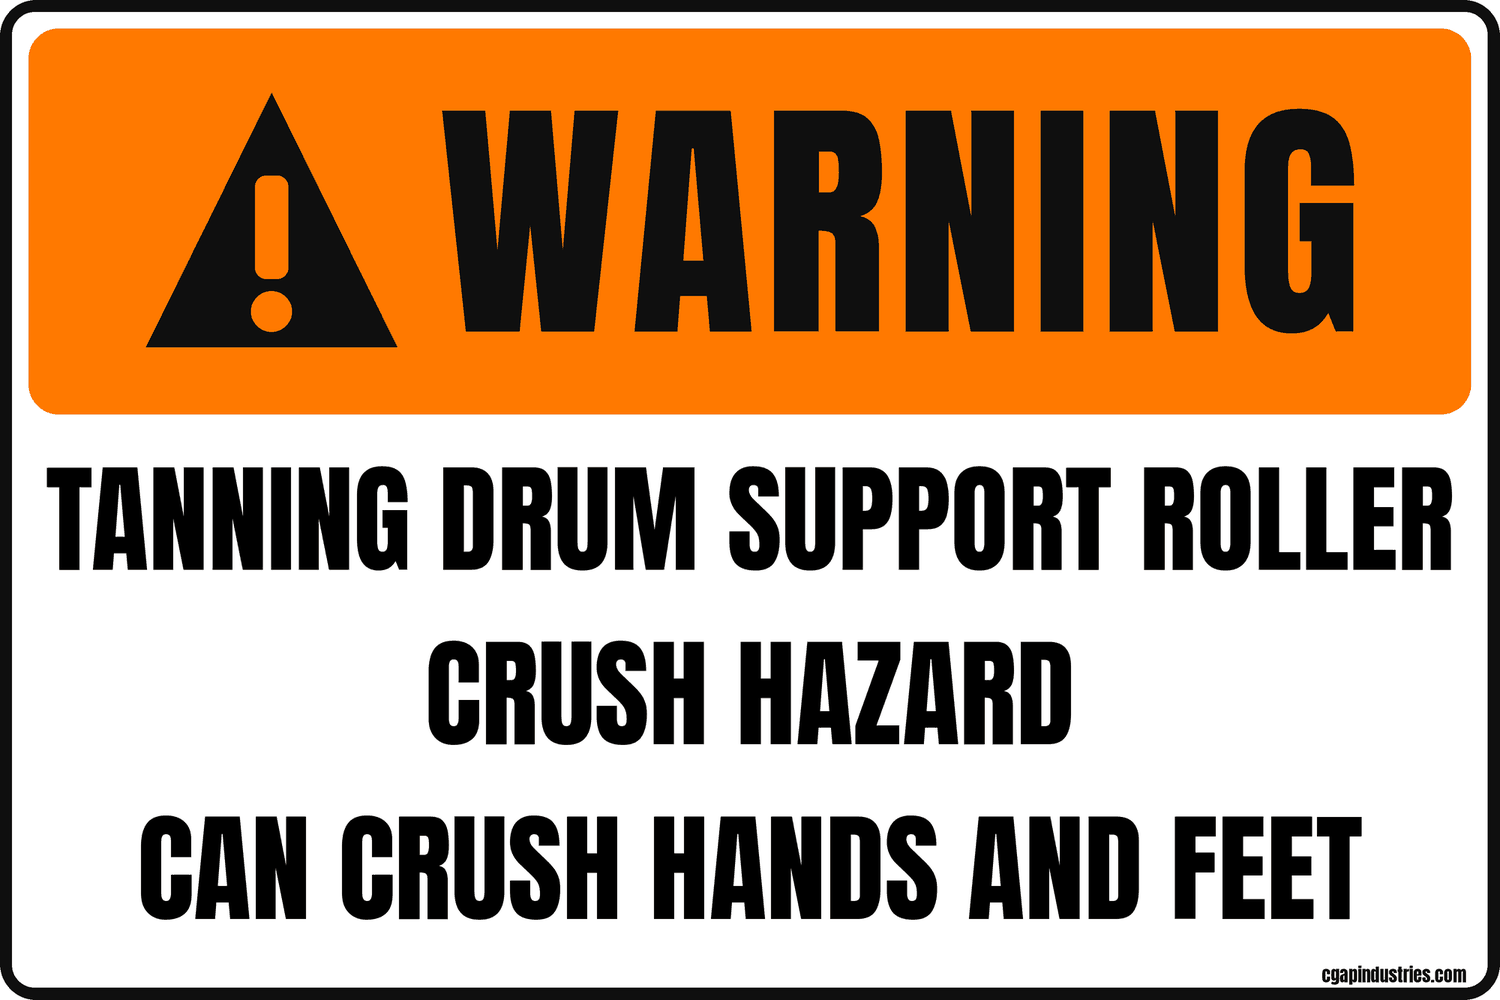 WARNING
TANNING DRUM SUPPORT ROLLER
CRUSH HAZARD
CAN CRUSH HANDS AND FEET
cgapindustries.com